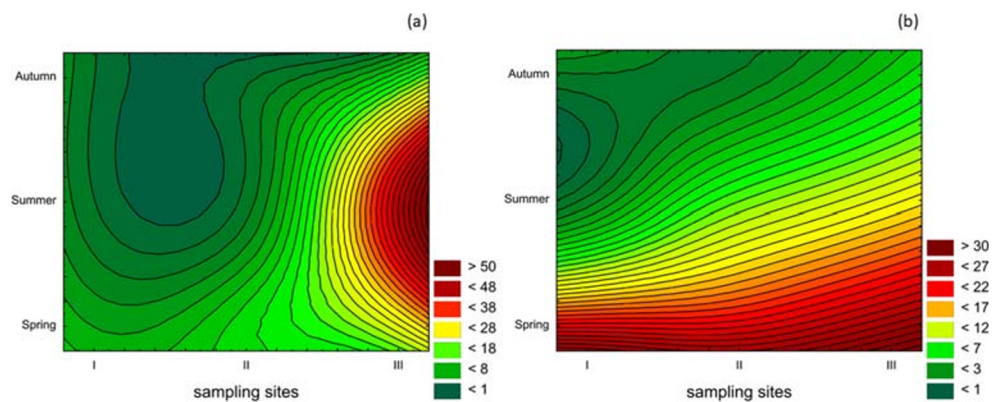 (a)
Autumn
Summer
Spring
I II III
sampling sites
> 50
< 48
< 38
< 28
< 18
< 8
< 1
(b)
Autumn
Summer
Spring
I II III
sampling sites
> 30
< 27
< 22
< 17
< 12
< 7
< 3
< 1